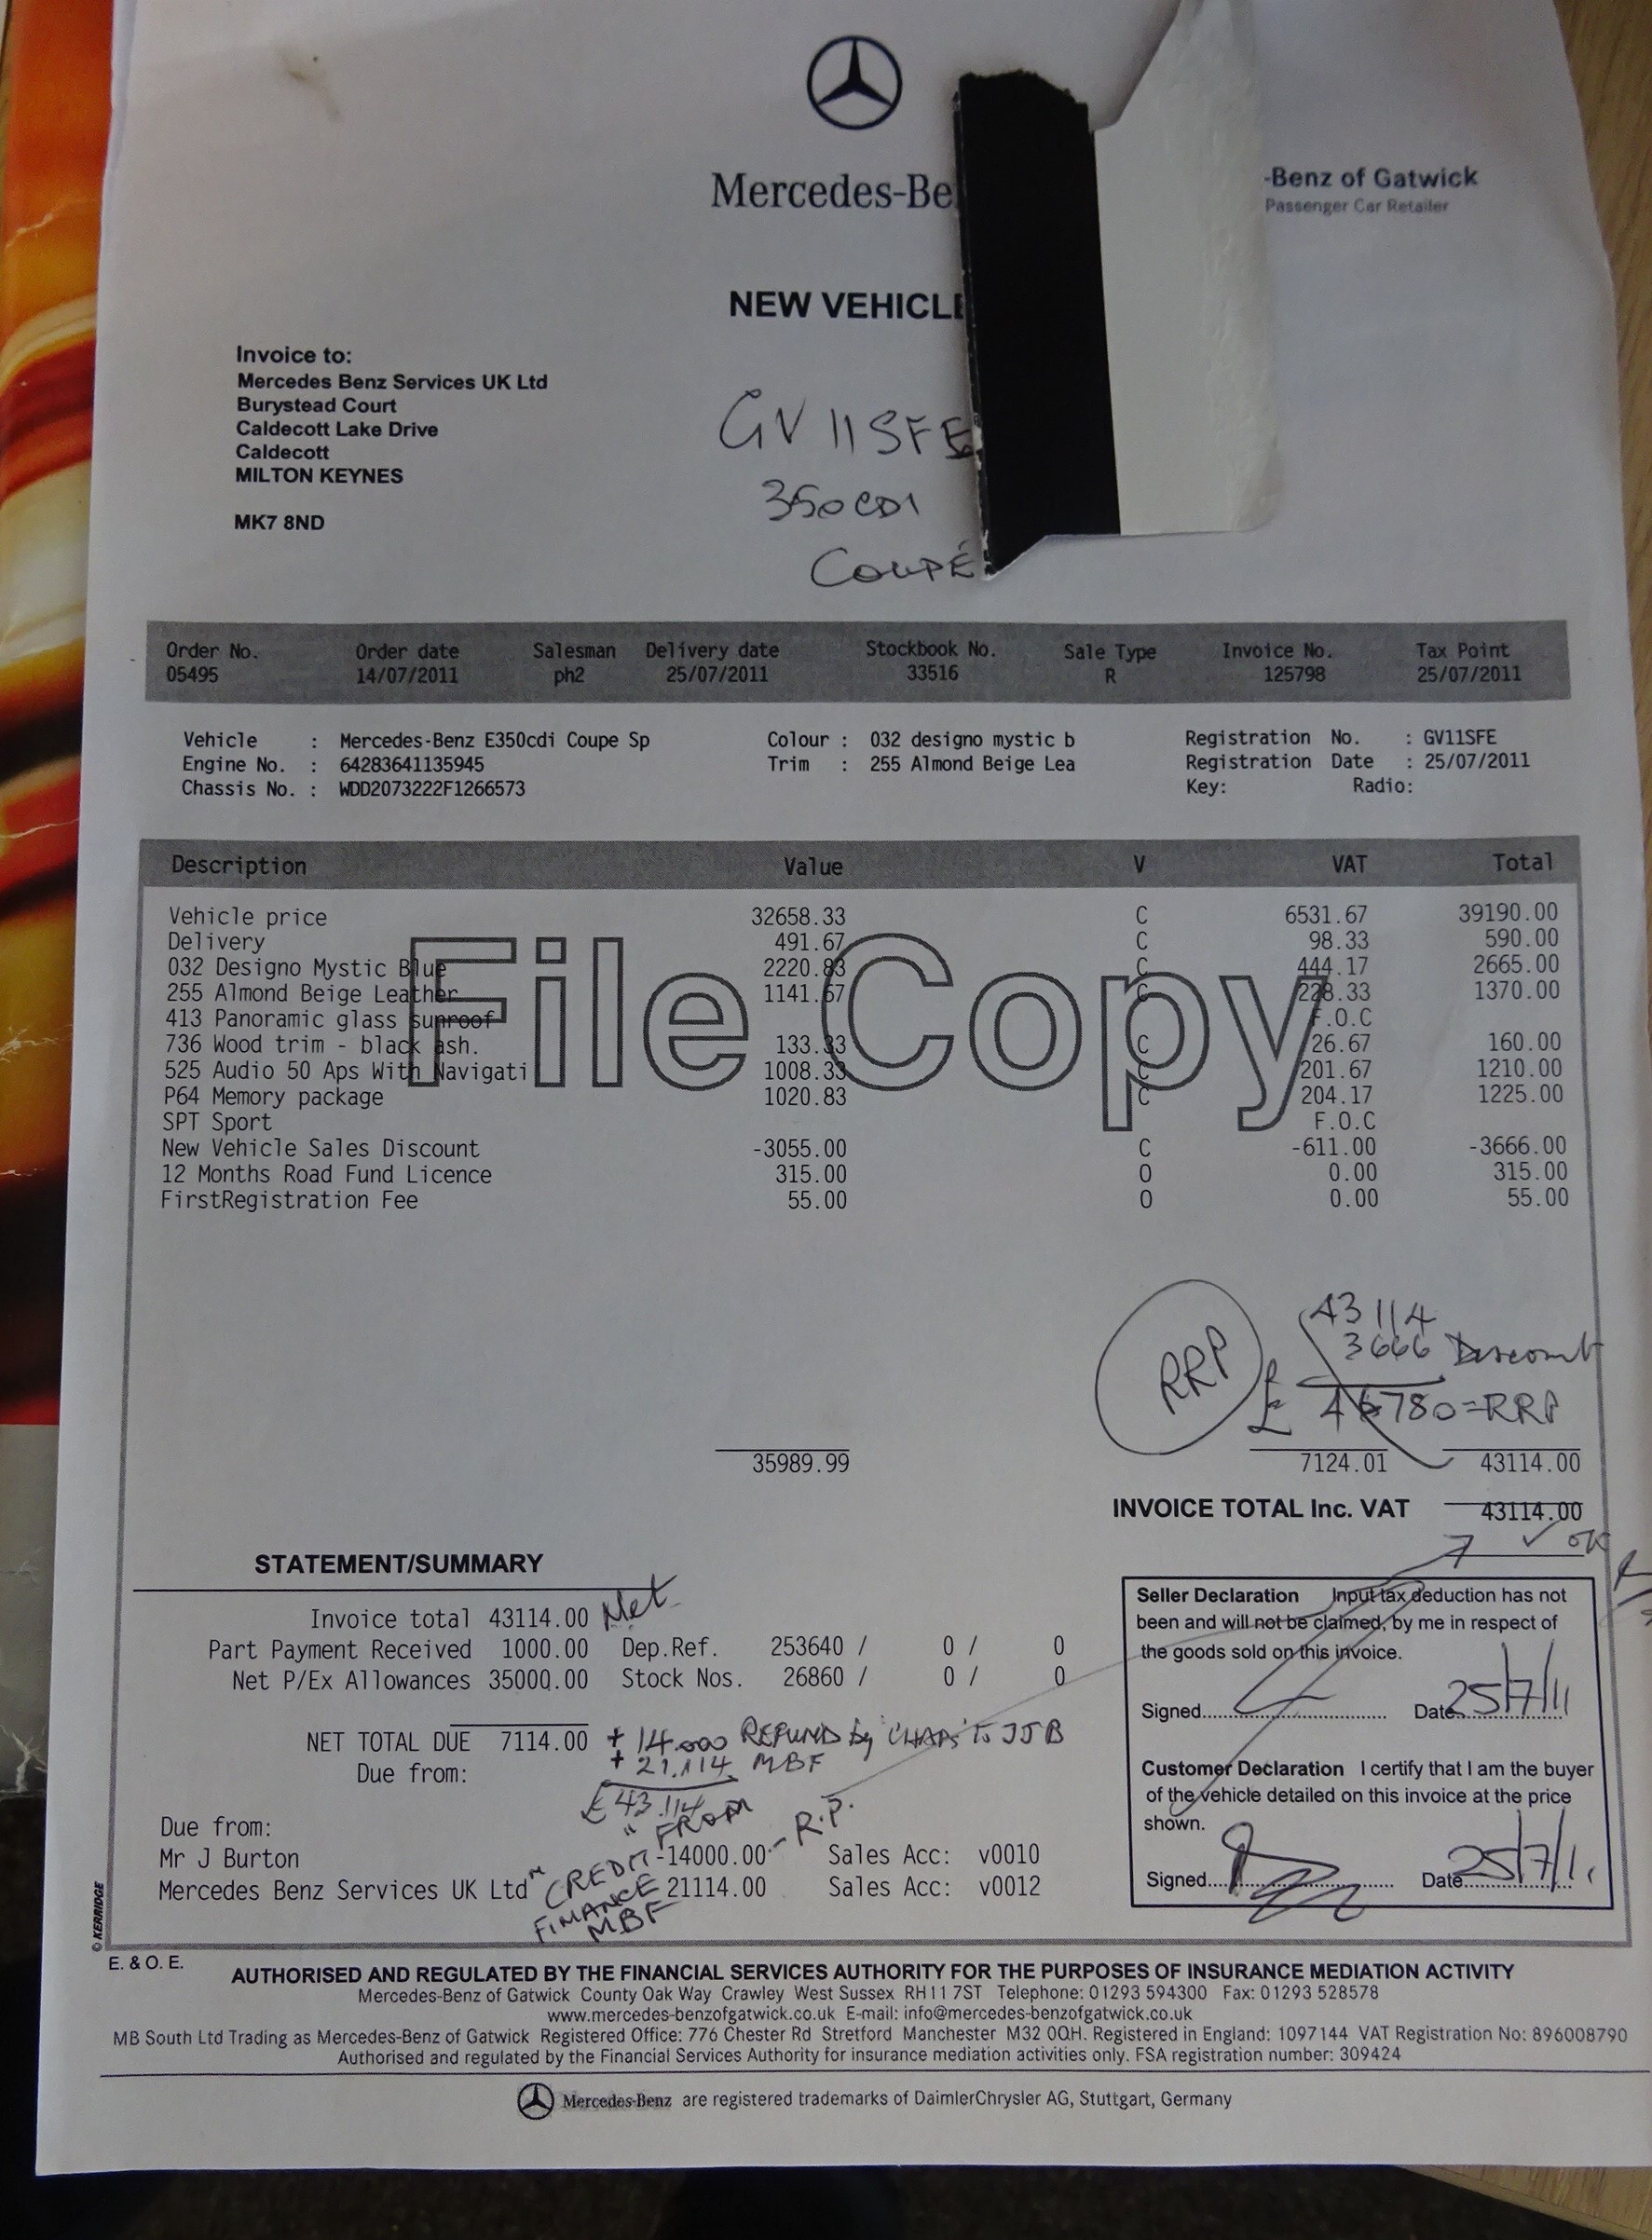 Mercedes-Be
-Benz of Gatwick
Passenger Car Retailer
NEW VEHICLE
Invoice to:
Mercedes Benz Services UK Ltd
Burystead Court
Caldecott Lake Drive
Caldecott
MILTON KEYNES
MK7 8ND
GV11SFE
350CDI
COUPÉ
Order No. Order date Salesman Delivery date Stockbook No. Sale Type Invoice No. Tax Point
05495 14/07/2011 ph2 25/07/2011 33516 R 125798 25/07/2011
Vehicle : Mercedes-Benz E350cdi Coupe Sp Colour : 032 designo mystic b Registration No. : GV11SFE
Engine No. : 64283641135945 Trim : 255 Almond Beige Lea Registration Date : 25/07/2011
Chassis No. : WDD2073222F1266573 Key: Radio:
Description Value V VAT Total
Vehicle price 32658.33 C 6531.67 39190.00
Delivery 491.67 C 98.33 590.00
032 Designo Mystic Blue 2220.83 C 444.17 2665.00
255 Almond Beige Leather 1141.67 C 228.33 1370.00
413 Panoramic glass sunroof F.O.C
736 Wood trim - black ash. 133.33 C 26.67 160.00
525 Audio 50 Aps With Navigati 1008.33 C 201.67 1210.00
P64 Memory package 1020.83 C 204.17 1225.00
SPT Sport F.O.C
New Vehicle Sales Discount -3055.00 C -611.00 -3666.00
12 Months Road Fund Licence 315.00 O 0.00 315.00
FirstRegistration Fee 55.00 O 0.00 55.00
File Copy
43114
3666 Discount
RRP £ 46780=RRP
35989.99 7124.01 43114.00
INVOICE TOTAL Inc. VAT 43114.00
✓ OK
STATEMENT/SUMMARY
Invoice total 43114.00 Net
Part Payment Received 1000.00 Dep.Ref. 253640 / 0 / 0
Net P/Ex Allowances 35000.00 Stock Nos. 26860 / 0 / 0
NET TOTAL DUE 7114.00 + 14.000 REFUND by 'CHAPS' To JJB
Due from: + 21.114 MBF
£43.114
" FROM
Due from:
Mr J Burton -14000.00 - R.P. Sales Acc: v0010
Mercedes Benz Services UK Ltd 21114.00 Sales Acc: v0012
CREDIT
FINANCE
MBF
Seller Declaration Input tax deduction has not
been and will not be claimed, by me in respect of
the goods sold on this invoice.
Signed.......... Date 25/7/11
Customer Declaration I certify that I am the buyer
of the vehicle detailed on this invoice at the price
shown.
Signed.......... Date 25/7/11
© KERRIDGE
E. & O. E.
AUTHORISED AND REGULATED BY THE FINANCIAL SERVICES AUTHORITY FOR THE PURPOSES OF INSURANCE MEDIATION ACTIVITY
Mercedes-Benz of Gatwick County Oak Way Crawley West Sussex RH11 7ST Telephone: 01293 594300 Fax: 01293 528578
www.mercedes-benzofgatwick.co.uk E-mail: info@mercedes-benzofgatwick.co.uk
MB South Ltd Trading as Mercedes-Benz of Gatwick Registered Office: 776 Chester Rd Stretford Manchester M32 0QH. Registered in England: 1097144 VAT Registration No: 896008790
Authorised and regulated by the Financial Services Authority for insurance mediation activities only. FSA registration number: 309424
Mercedes-Benz are registered trademarks of DaimlerChrysler AG, Stuttgart, Germany